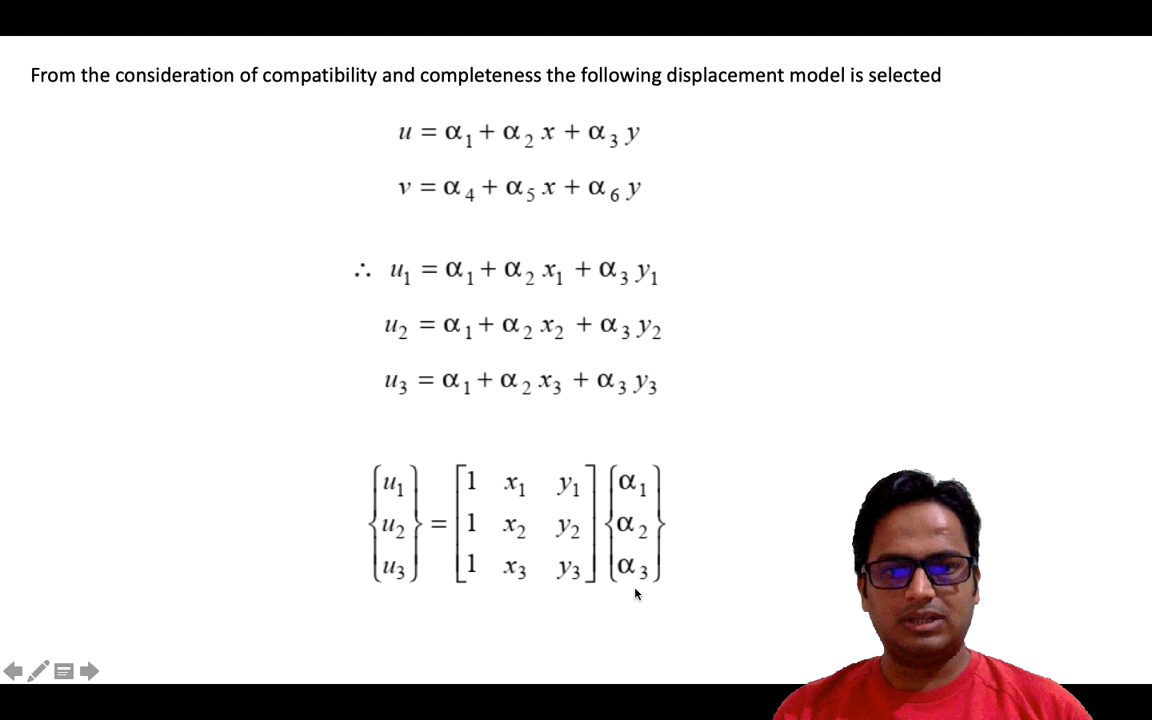 From the consideration of compatibility and completeness the following displacement model is selected
u = α₁ + α₂ x + α₃ y
v = α₄ + α₅ x + α₆ y
∴ u₁ = α₁ + α₂ x₁ + α₃ y₁
u₂ = α₁ + α₂ x₂ + α₃ y₂
u₃ = α₁ + α₂ x₃ + α₃ y₃
{u₁ [1 x₁ y₁] {α₁
u₂ } = 1 x₂ y₂ α₂ }
u₃ 1 x₃ y₃ α₃